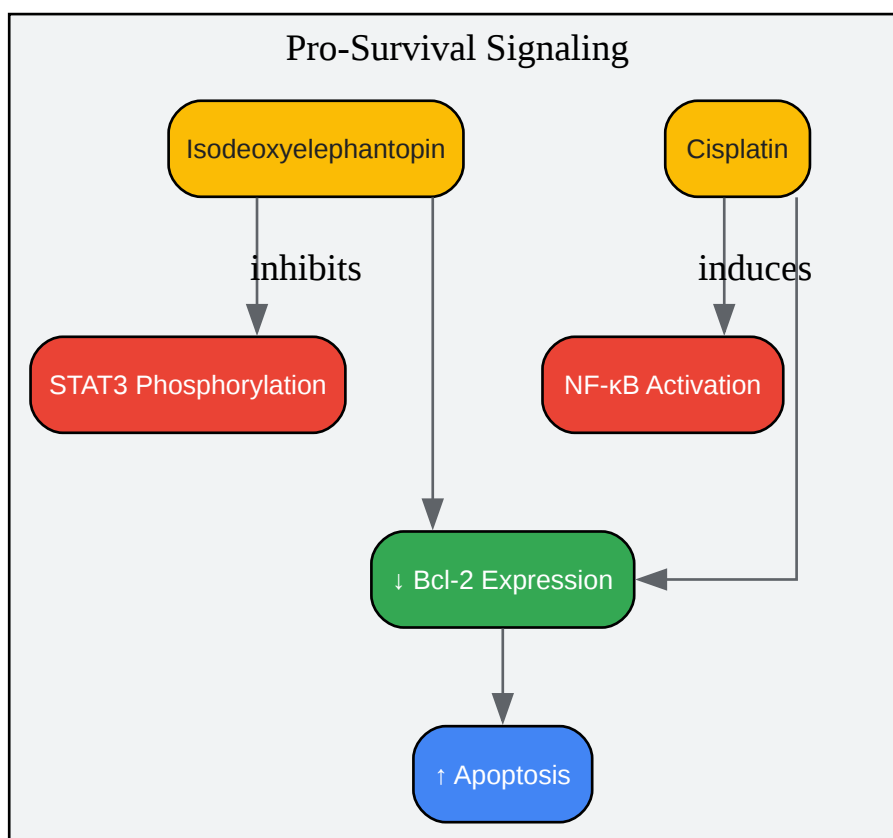 Pro-Survival Signaling
Isodeoxyelephantopin
Cisplatin
inhibits
induces
STAT3 Phosphorylation
NF-κB Activation
↓ Bcl-2 Expression
↑ Apoptosis